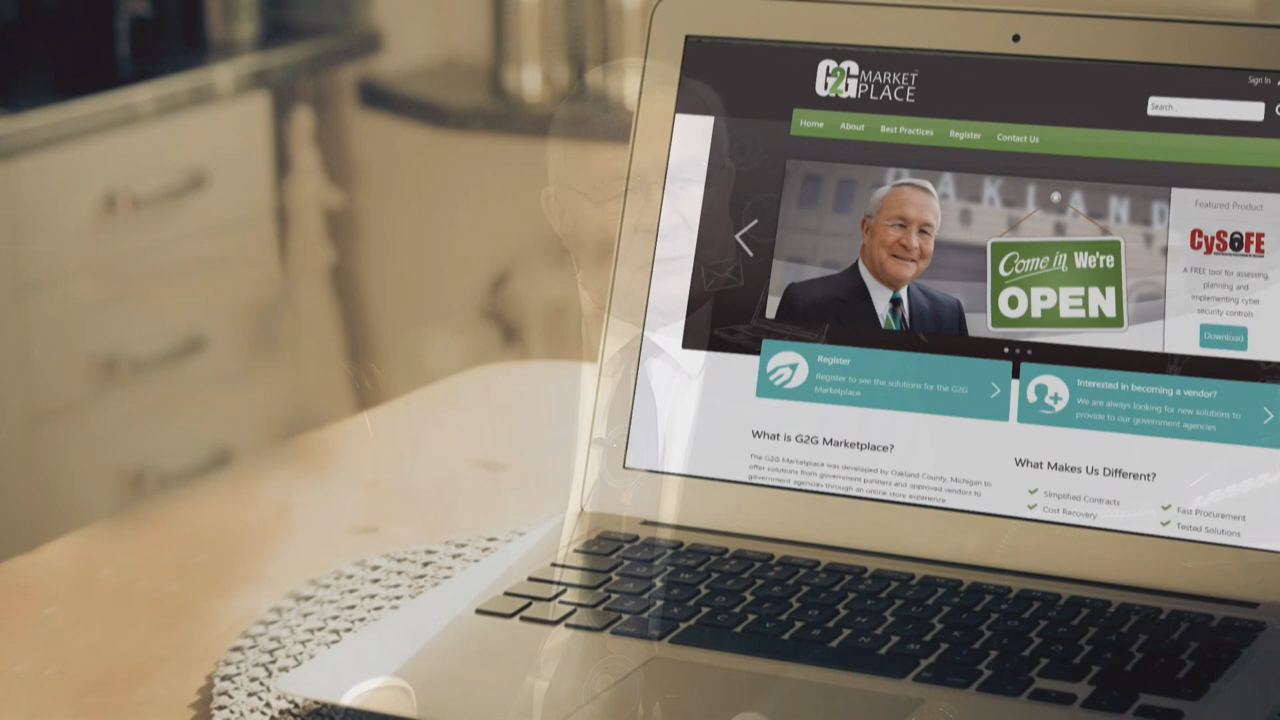 G2G MARKET
PLACE
Sign In
Search...
Home About Best Practices Register Contact Us
OAKLAND
Come in We're
OPEN
Featured Product
CySAFE
A FREE tool for assessing,
planning and
implementing cyber
security controls
Download
Register
Register to see the solutions for the G2G
Marketplace
Interested in becoming a vendor?
We are always looking for new solutions to
provide to our government agencies
What is G2G Marketplace?
The G2G Marketplace was developed by Oakland County, Michigan to
offer solutions from government partners and approved vendors to
government agencies through an online store experience.
What Makes Us Different?
Simplified Contracts
Cost Recovery
Fast Procurement
Tested Solutions